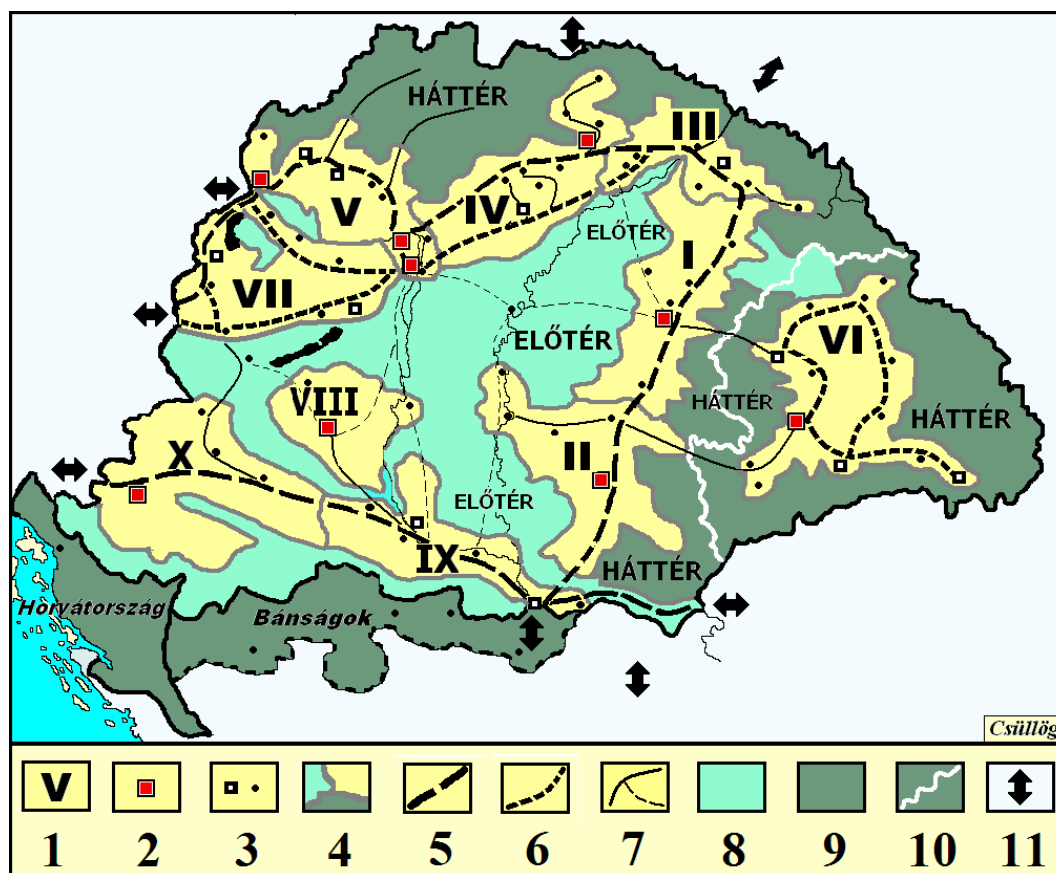 HÁTTÉR
III
V
IV
ELŐTÉR
I
VII
ELŐTÉR
VI
HÁTTÉR
VIII
HÁTTÉR
X
II
ELŐTÉR
IX
HÁTTÉR
Horvátország
Bánságok
Csüllög
V
1 2 3 4 5 6 7 8 9 10 11